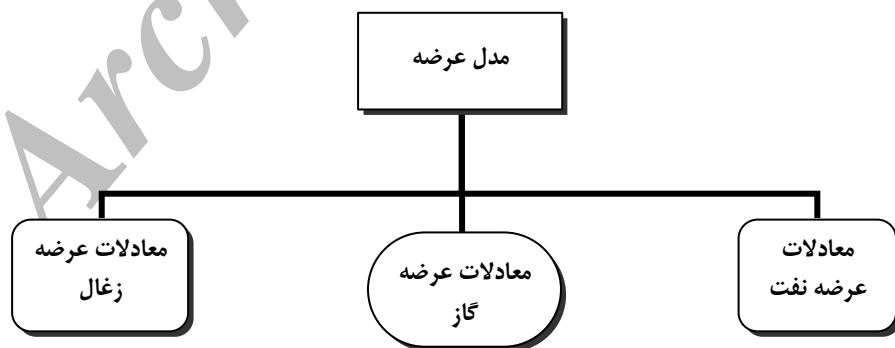 مدل عرضه
معادلات
عرضه نفت
معادلات عرضه
گاز
معادلات عرضه
زغال